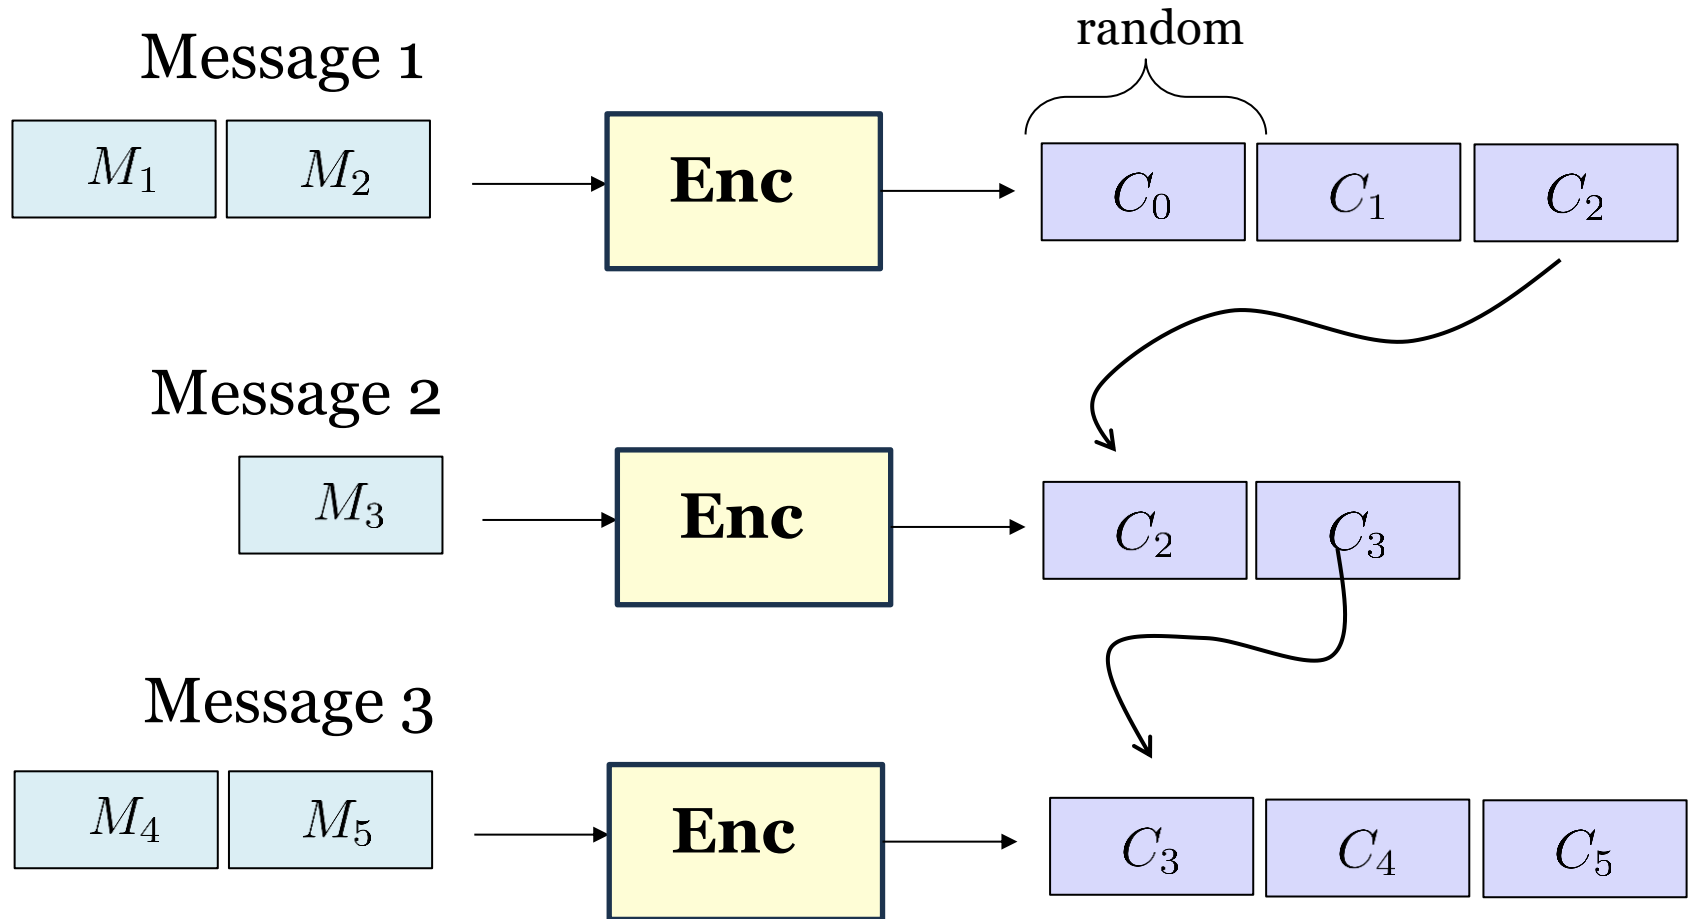 random
Message 1
M₁ M₂ Enc C₀ C₁ C₂
Message 2
M₃ Enc C₂ C₃
Message 3
M₄ M₅ Enc C₃ C₄ C₅